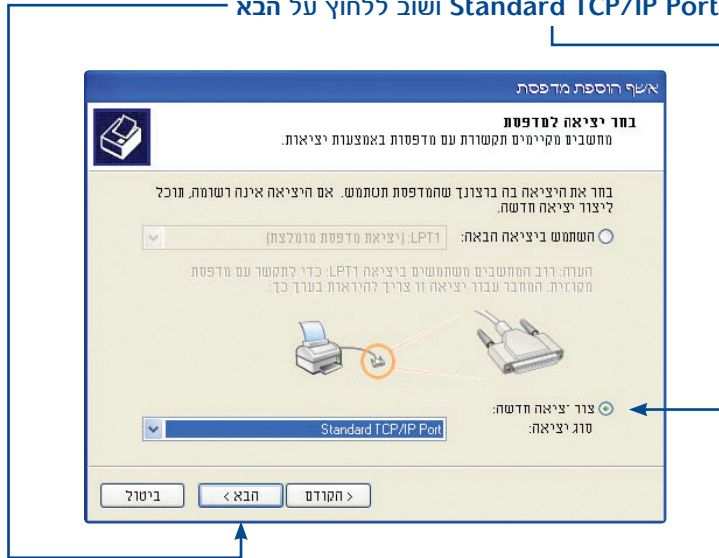 Standard TCP/IP Port ושוב ללחוץ על הבא
אשף הוספת מדפסת
בחר יציאה למדפסת
מחשבים מקיימים תקשורת עם מדפסות באמצעות יציאות.
בחר את היציאה בה ברצונך שהמדפסת תשתמש. אם היציאה אינה רשומה, תוכל
ליצור יציאה חדשה.
השתמש ביציאה הבאה: LPT1: (יציאת מדפסת מומלצת)
הערה: רוב המחשבים משתמשים ביציאה LPT1: כדי לתקשר עם מדפסת
מקומית. המחבר עבור יציאה זו צריך להיראות בערך כך:
צור יציאה חדשה:
סוג יציאה: Standard TCP/IP Port
< הקודם הבא > ביטול